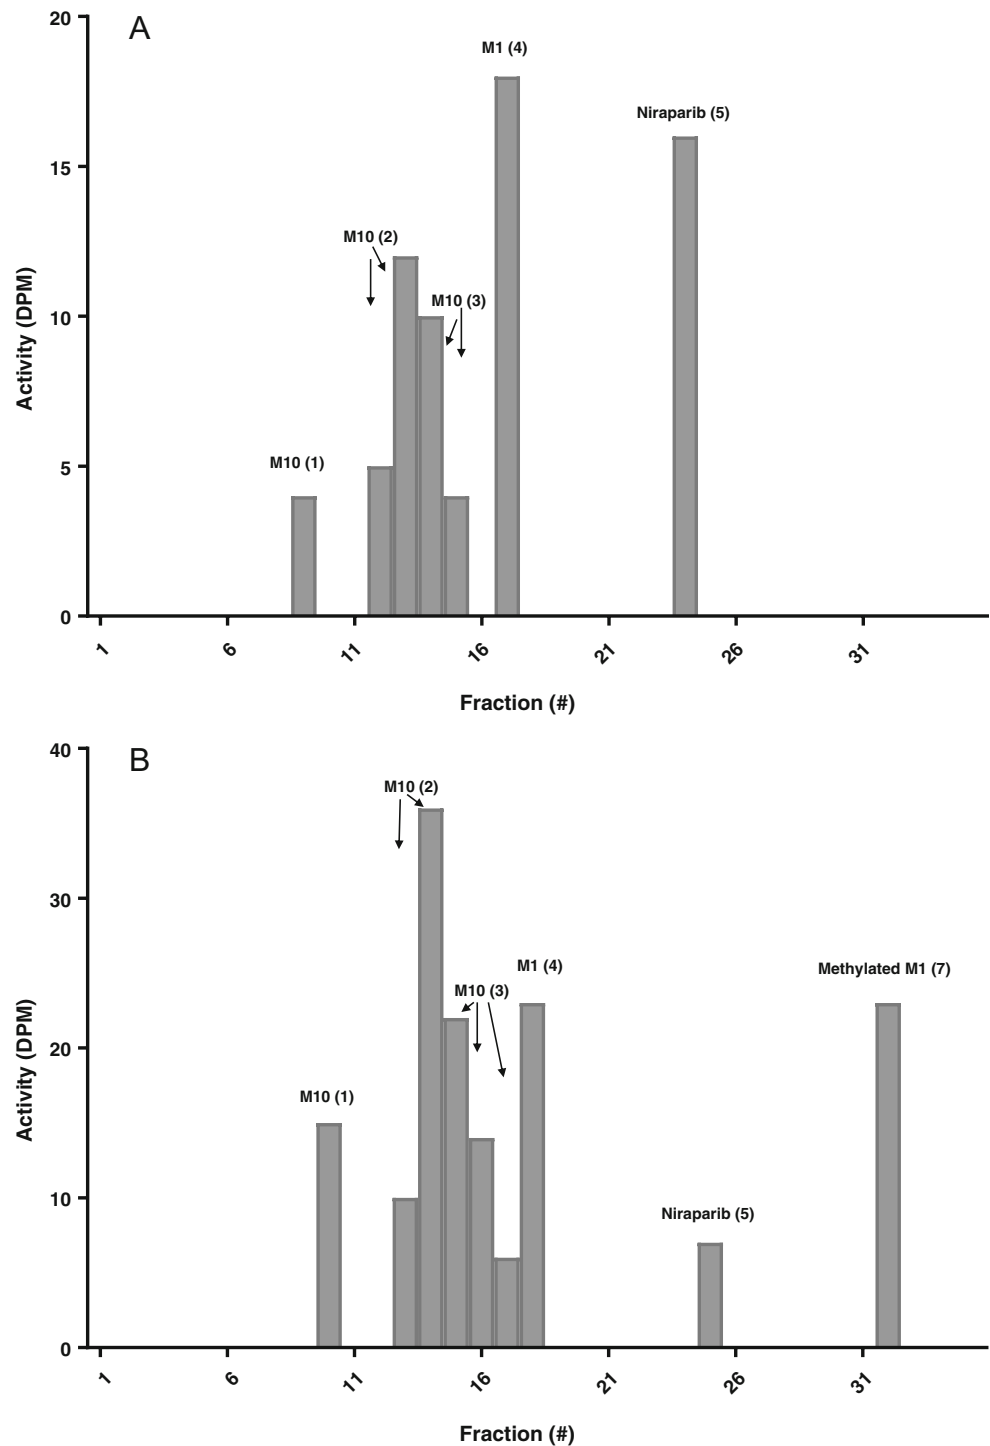 A
20
M1 (4)
Niraparib (5)
15
M10 (2)
M10 (3)
10
Activity (DPM)
M10 (1)
5
0
1 6 11 16 21 26 31
Fraction (#)
B
40
M10 (2)
30
M1 (4)
Methylated M1 (7)
M10 (3)
20
Activity (DPM)
M10 (1)
10
Niraparib (5)
0
1 6 11 16 21 26 31
Fraction (#)